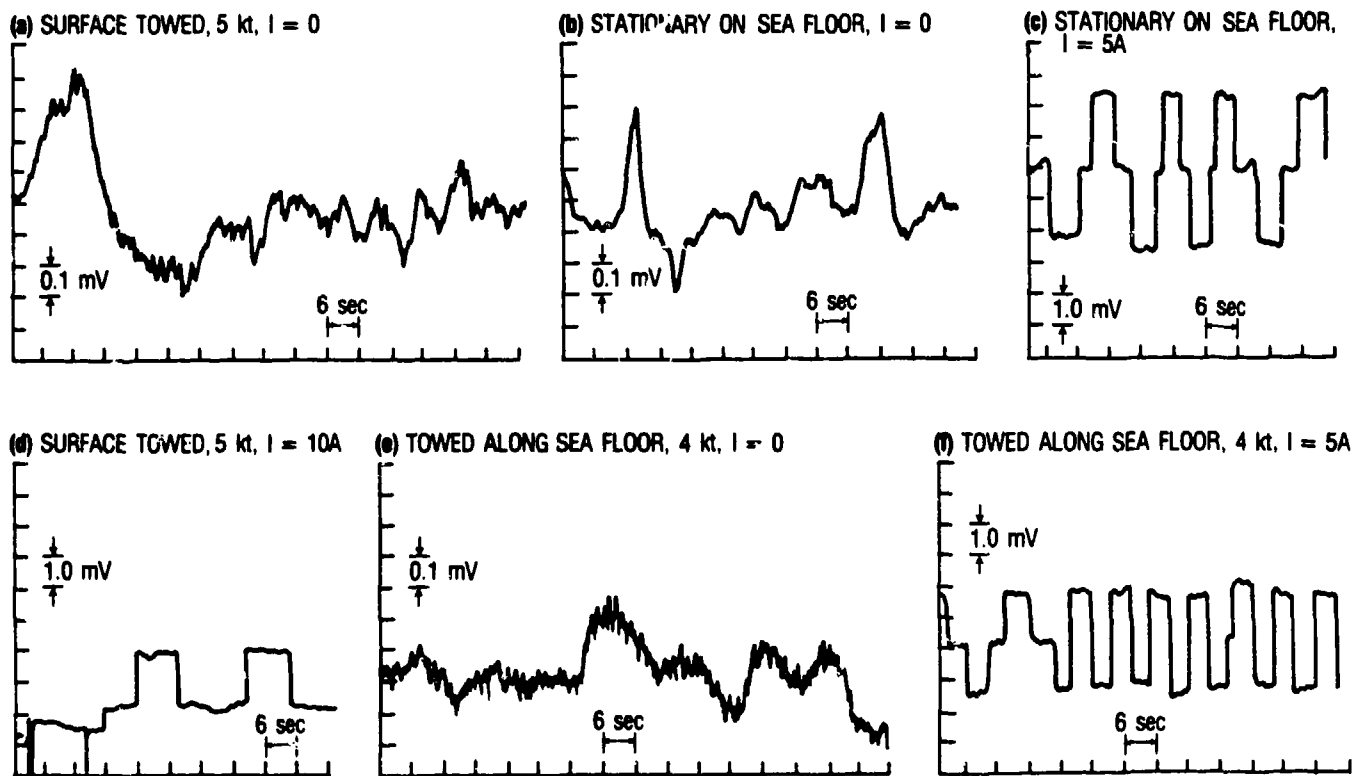 (a) SURFACE TOWED, 5 kt, I = 0
0.1 mV
6 sec
(b) STATIONARY ON SEA FLOOR, I = 0
0.1 mV
6 sec
(c) STATIONARY ON SEA FLOOR,
I = 5A
1.0 mV
6 sec
(d) SURFACE TOWED, 5 kt, I = 10A
1.0 mV
6 sec
(e) TOWED ALONG SEA FLOOR, 4 kt, I = 0
0.1 mV
6 sec
(f) TOWED ALONG SEA FLOOR, 4 kt, I = 5A
1.0 mV
6 sec